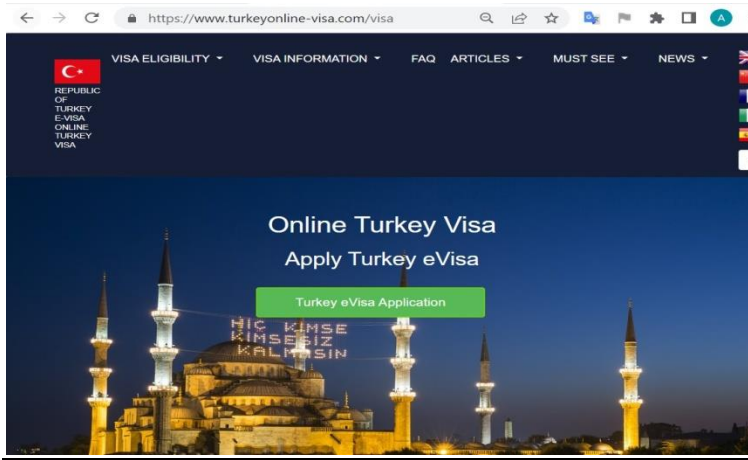 https://www.turkeyonline-visa.com/visa
A
VISA ELIGIBILITY
VISA INFORMATION
FAQ
ARTICLES
MUST SEE
NEWS
REPUBLIC
OF
TURKEY
E-VISA
ONLINE
TURKEY
VISA
Online Turkey Visa
Apply Turkey eVisa
Turkey eVisa Application
HİÇ KİMSE
KİMSESİZ
KALMASIN